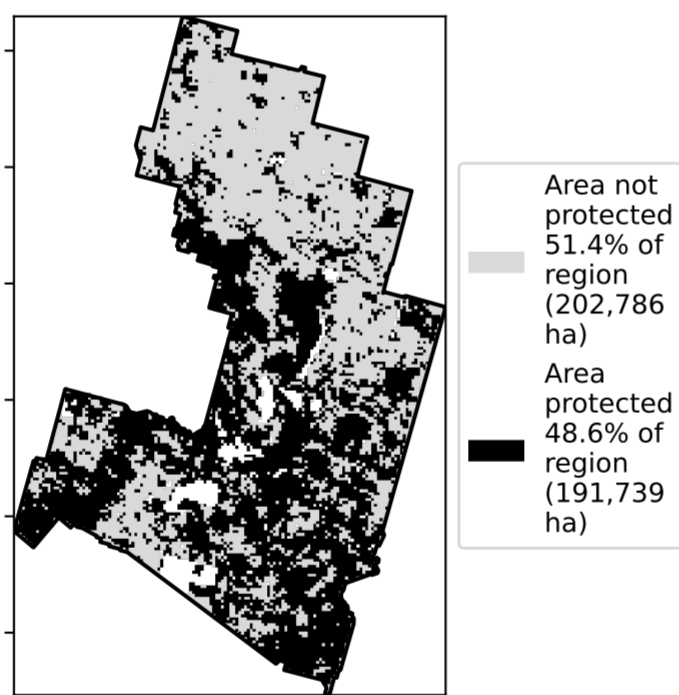 Area not
protected
51.4% of
region
(202,786
ha)
Area
protected
48.6% of
region
(191,739
ha)